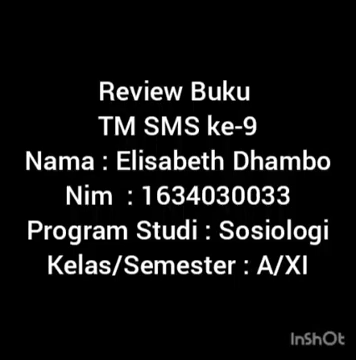 Review Buku
TM SMS ke-9
Nama : Elisabeth Dhambo
Nim : 1634030033
Program Studi : Sosiologi
Kelas/Semester : A/XI
InShOt